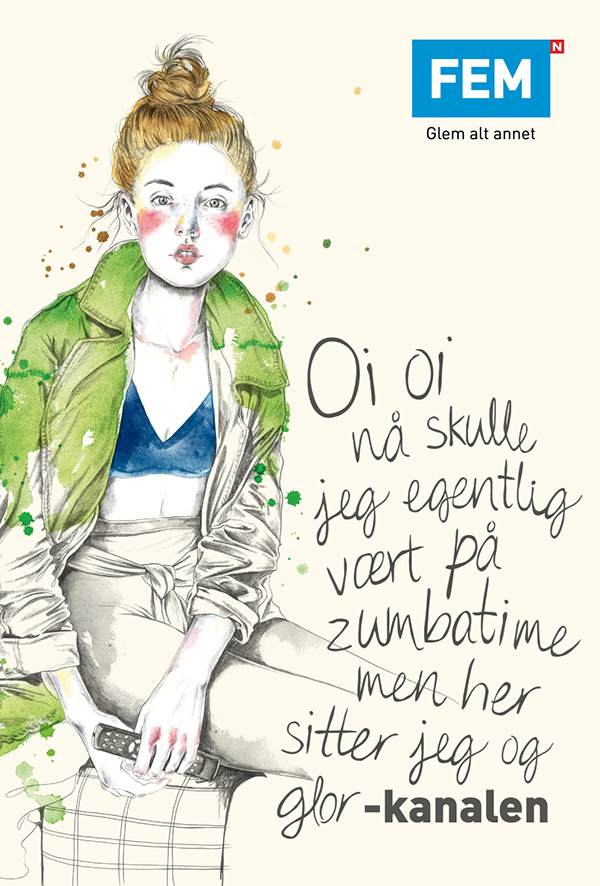 FEM N
Glem alt annet
Oi oi
nå skulle
jeg egentlig
vært på
zumbatime
men her
sitter jeg og
glor -kanalen